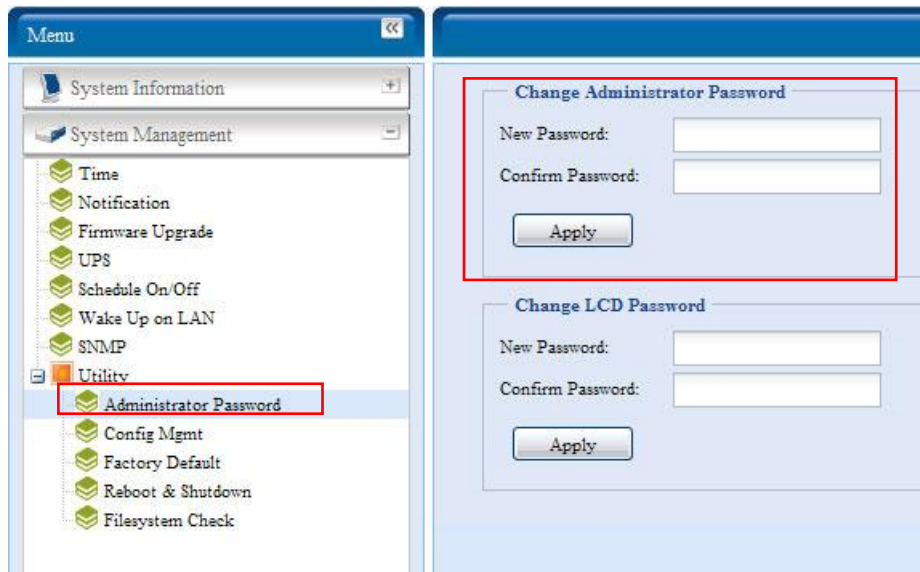 Menu
System Information
System Management
Time
Notification
Firmware Upgrade
UPS
Schedule On/Off
Wake Up on LAN
SNMP
Utility
Administrator Password
Config Mgmt
Factory Default
Reboot & Shutdown
Filesystem Check
Change Administrator Password
New Password:
Confirm Password:
Apply
Change LCD Password
New Password:
Confirm Password:
Apply